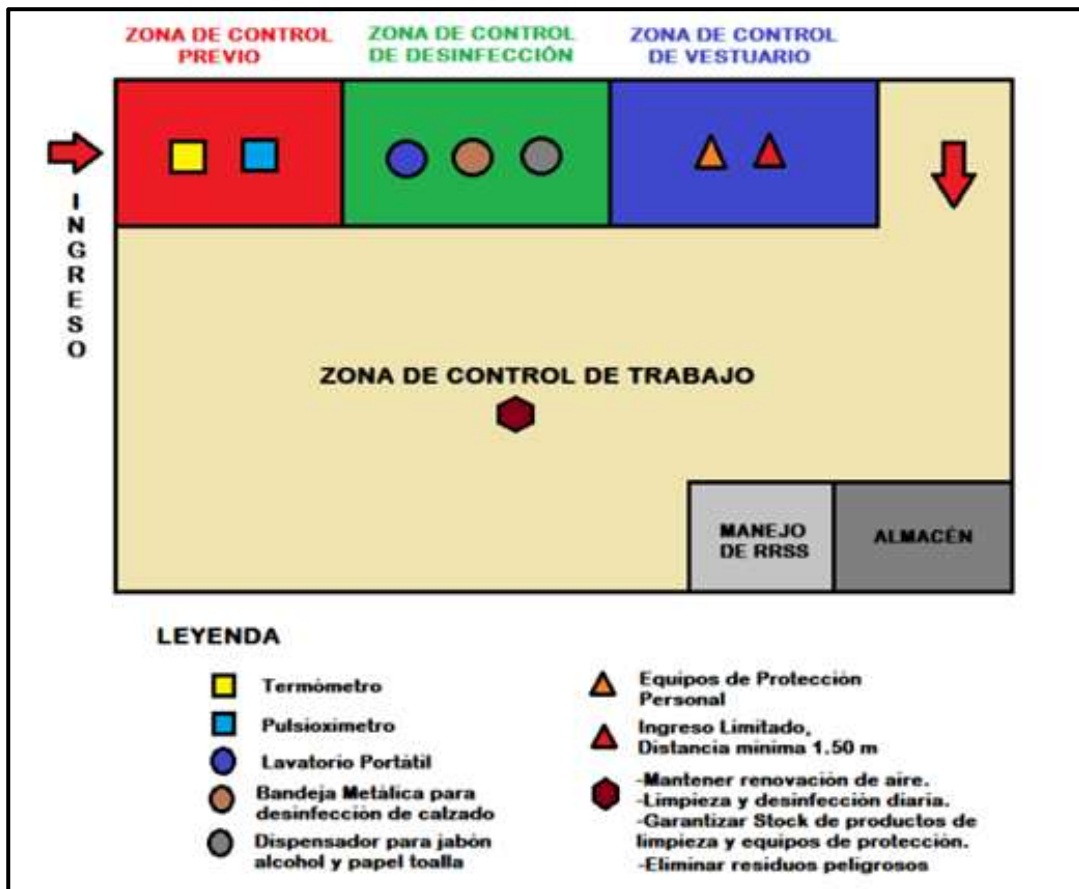 ZONA DE CONTROL
PREVIO
ZONA DE CONTROL
DE DESINFECCIÓN
ZONA DE CONTROL
DE VESTUARIO
INGRESO
ZONA DE CONTROL DE TRABAJO
MANEJO
DE RRSS
ALMACÉN
LEYENDA
Termómetro
Pulsioximetro
Lavatorio Portátil
Bandeja Metálica para
desinfección de calzado
Dispensador para jabón
alcohol y papel toalla
Equipos de Protección
Personal
Ingreso Limitado,
Distancia minima 1.50 m
-Mantener renovación de aire.
-Limpieza y desinfección diaria.
-Garantizar Stock de productos de
limpieza y equipos de protección.
-Eliminar residuos peligrosos